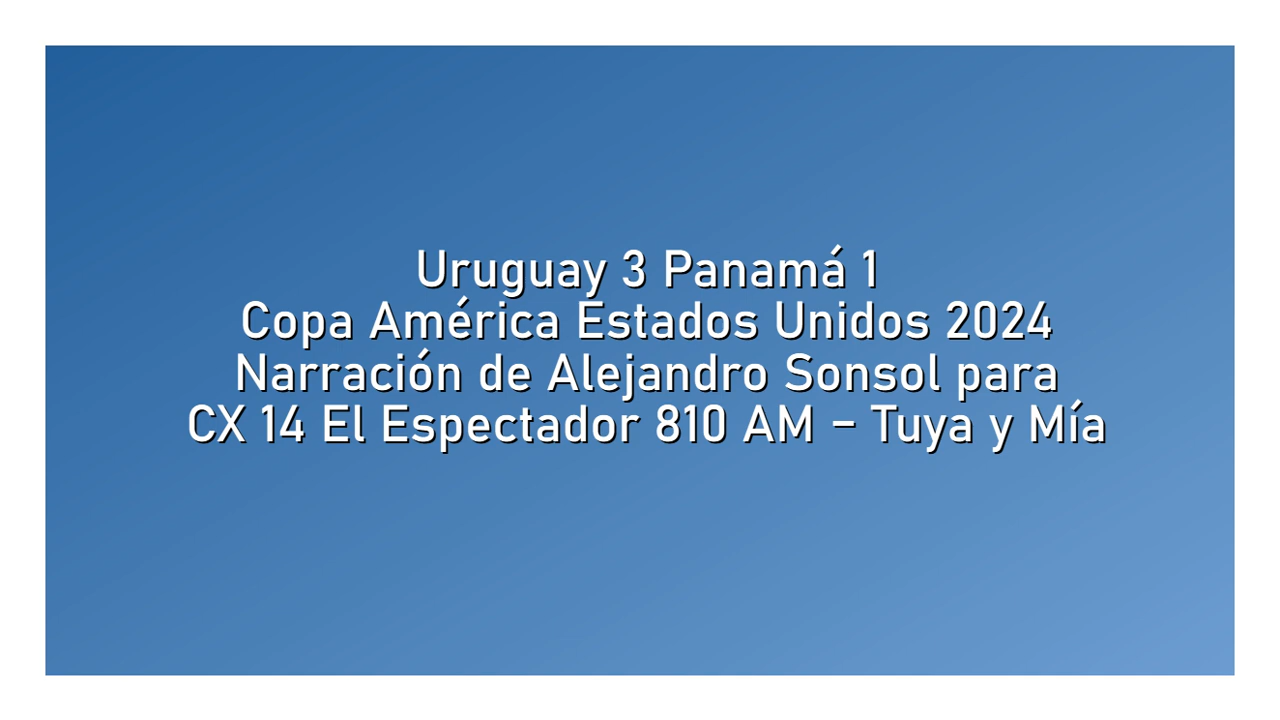 Uruguay 3 Panamá 1
Copa América Estados Unidos 2024
Narración de Alejandro Sonsol para
CX 14 El Espectador 810 AM – Tuya y Mía